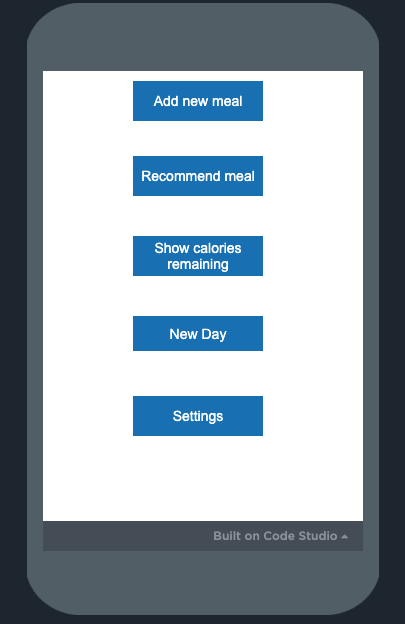 Add new meal
Recommend meal
Show calories
remaining
New Day
Settings
Built on Code Studio